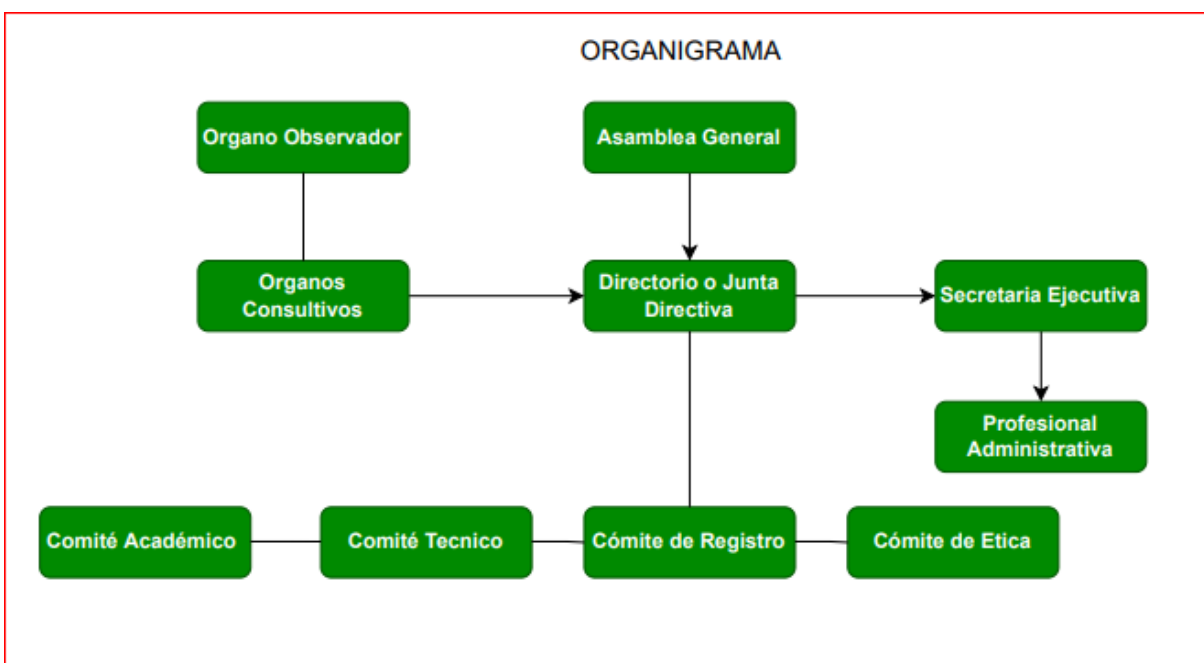 ORGANIGRAMA
Organo Observador
Asamblea General
Organos
Consultivos
Directorio o Junta
Directiva
Secretaria Ejecutiva
Profesional
Administrativa
Comité Académico
Comité Tecnico
Cómite de Registro
Cómite de Etica